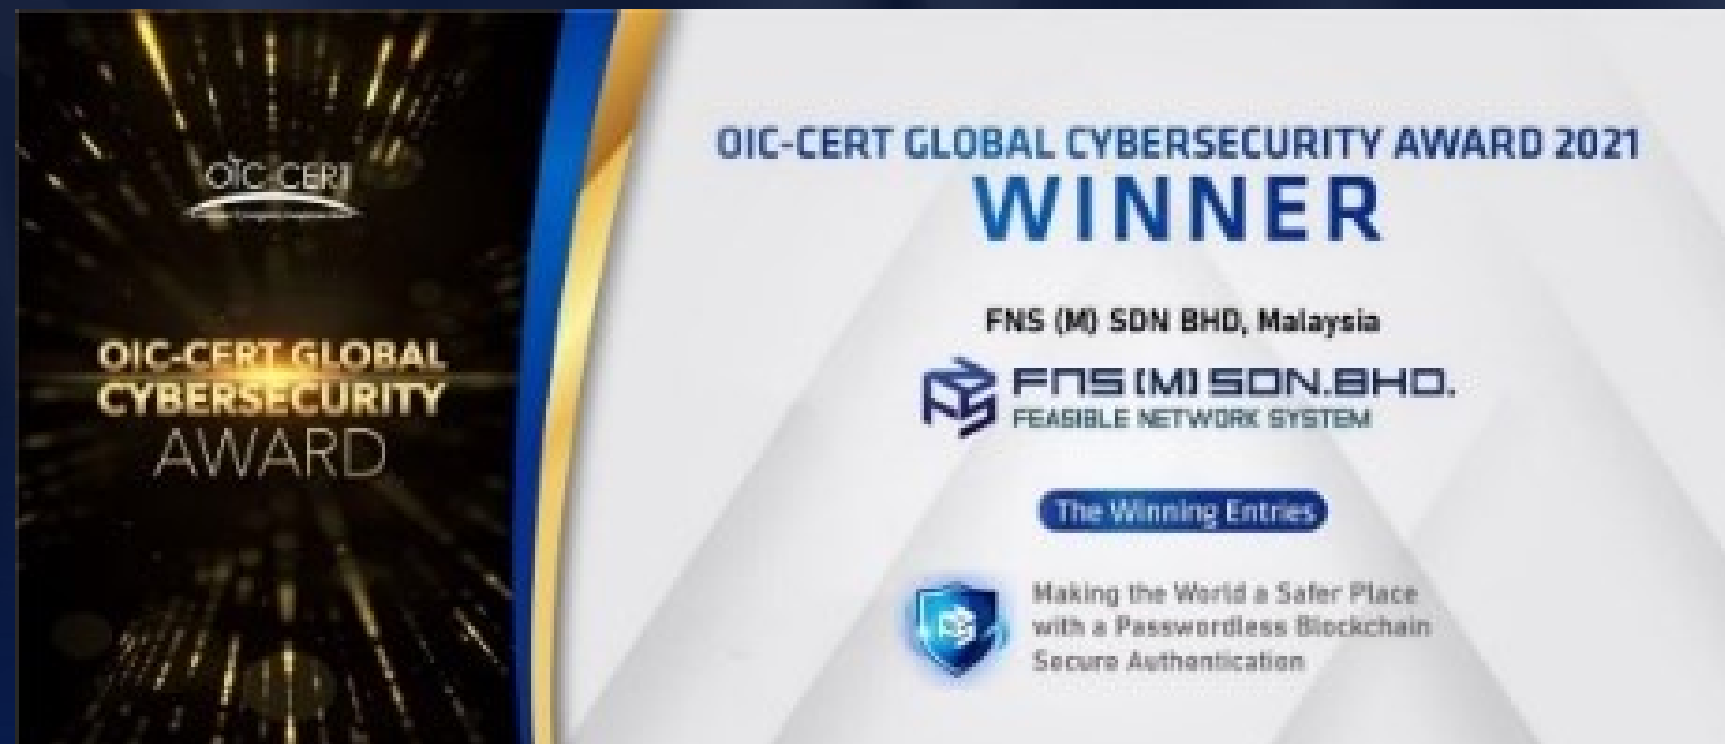 OIC-CERT
OIC-CERT GLOBAL
CYBERSECURITY
AWARD
OIC-CERT GLOBAL CYBERSECURITY AWARD 2021
WINNER
FNS (M) SDN BHD, Malaysia
FNS (M) SDN.BHD.
FEASIBLE NETWORK SYSTEM
The Winning Entries
Making the World a Safer Place
with a Passwordless Blockchain
Secure Authentication